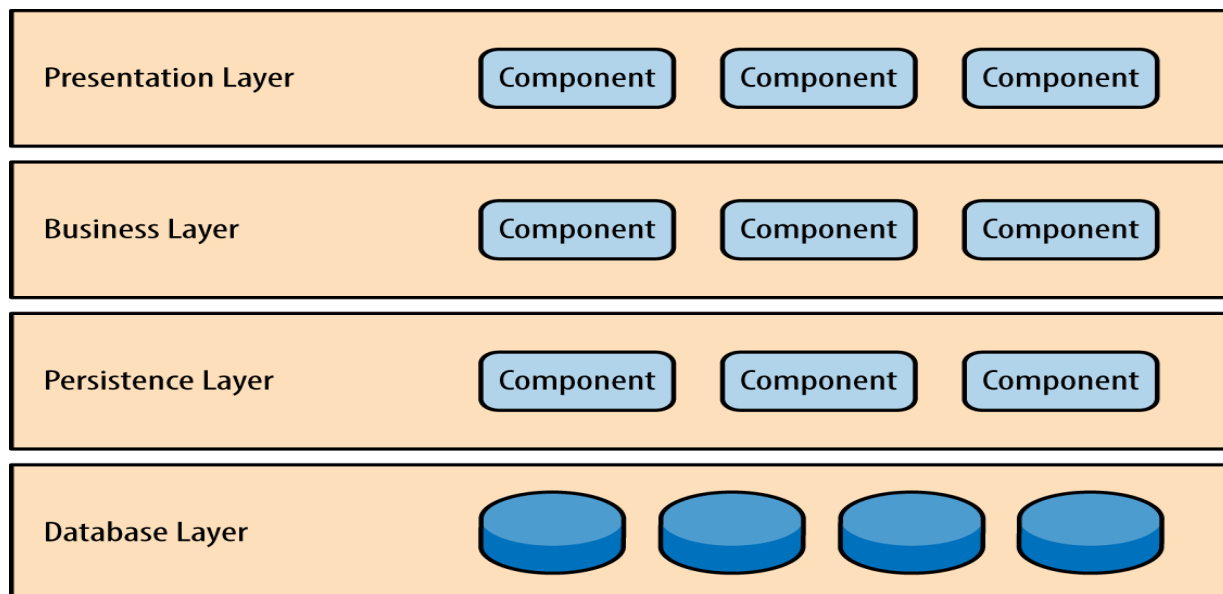 Presentation Layer
Component Component Component
Business Layer
Component Component Component
Persistence Layer
Component Component Component
Database Layer